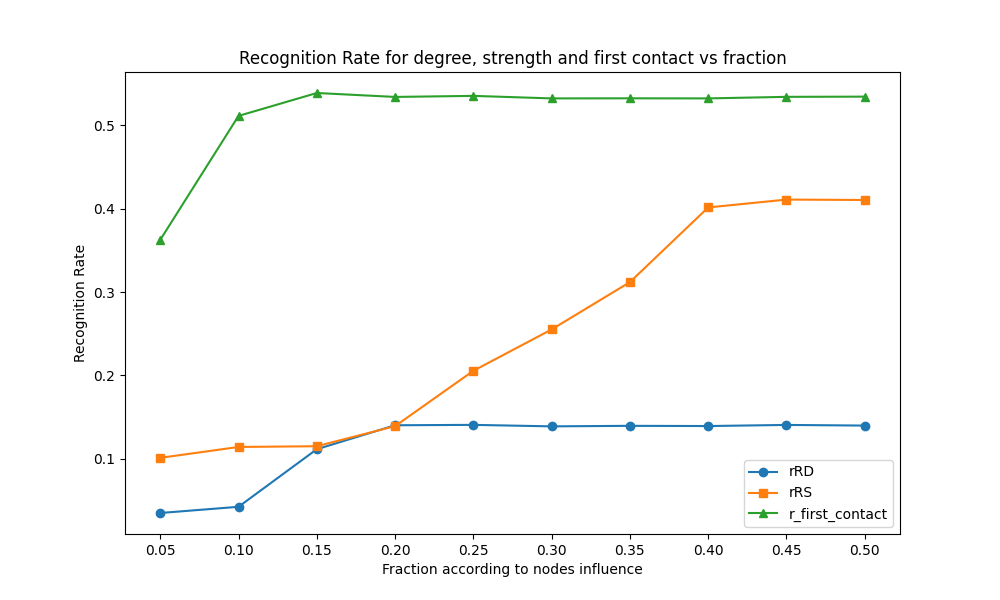 Recognition Rate for degree, strength and first contact vs fraction
Recognition Rate
0.5
0.4
0.3
0.2
0.1
0.05 0.10 0.15 0.20 0.25 0.30 0.35 0.40 0.45 0.50
Fraction according to nodes influence
rRD
rRS
r_first_contact